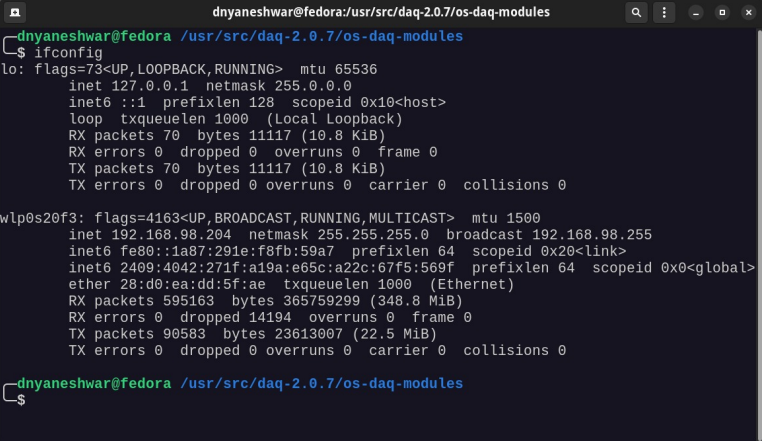 dnyaneshwar@fedora:/usr/src/daq-2.0.7/os-daq-modules
dnyaneshwar@fedora /usr/src/daq-2.0.7/os-daq-modules
$ ifconfig
lo: flags=73<UP,LOOPBACK,RUNNING>  mtu 65536
        inet 127.0.0.1  netmask 255.0.0.0
        inet6 ::1  prefixlen 128  scopeid 0x10<host>
        loop  txqueuelen 1000  (Local Loopback)
        RX packets 70  bytes 11117 (10.8 KiB)
        RX errors 0  dropped 0  overruns 0  frame 0
        TX packets 70  bytes 11117 (10.8 KiB)
        TX errors 0  dropped 0 overruns 0  carrier 0  collisions 0
wlp0s20f3: flags=4163<UP,BROADCAST,RUNNING,MULTICAST>  mtu 1500
        inet 192.168.98.204  netmask 255.255.255.0  broadcast 192.168.98.255
        inet6 fe80::1a87:291e:f8fb:59a7  prefixlen 64  scopeid 0x20<link>
        inet6 2409:4042:271f:a19a:e65c:a22c:67f5:569f  prefixlen 64  scopeid 0x0<global>
        ether 28:d0:ea:dd:5f:ae  txqueuelen 1000  (Ethernet)
        RX packets 595163  bytes 365759299 (348.8 MiB)
        RX errors 0  dropped 14194  overruns 0  frame 0
        TX packets 90583  bytes 23613007 (22.5 MiB)
        TX errors 0  dropped 0 overruns 0  carrier 0  collisions 0
dnyaneshwar@fedora /usr/src/daq-2.0.7/os-daq-modules
$